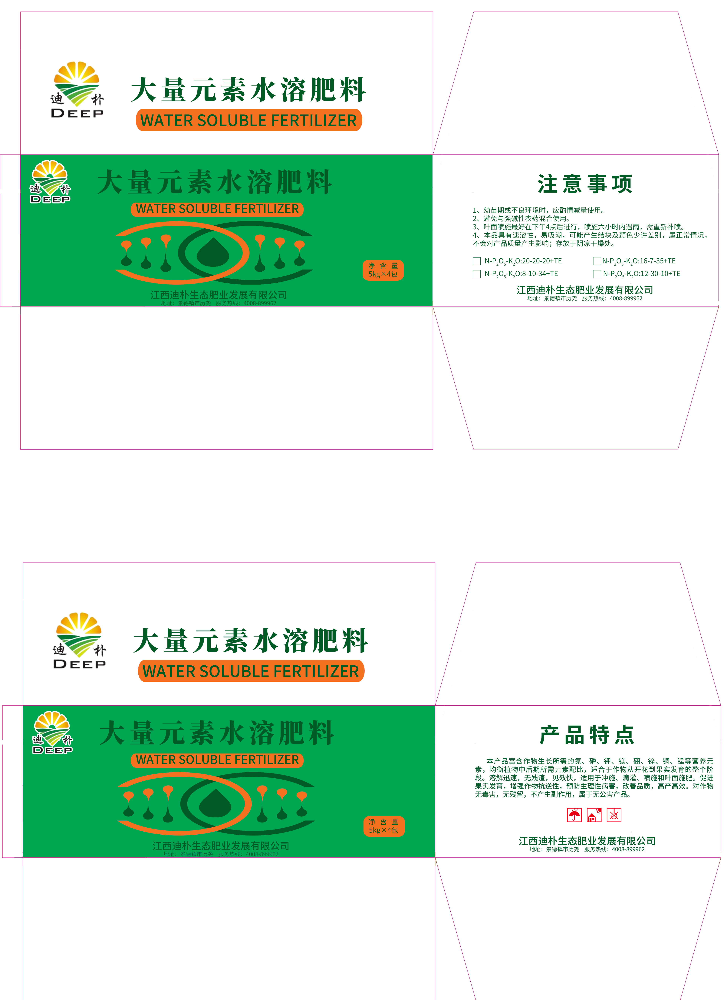 迪 朴
DEEP
大量元素水溶肥料
WATER SOLUBLE FERTILIZER
迪 朴
DEEP
大量元素水溶肥料
WATER SOLUBLE FERTILIZER
净含量
5kg×4包
江西迪朴生态肥业发展有限公司
地址：景德镇市历尧 服务热线：4008-899962
注意事项
1、幼苗期或不良环境时，应酌情减量使用。
2、避免与强碱性农药混合使用。
3、叶面喷施最好在下午4点后进行，喷施六小时内遇雨，需重新补喷。
4、本品具有速溶性，易吸潮，可能产生结块及颜色少许差别，属正常情况，
不会对产品质量产生影响；存放于阴凉干燥处。
N-P₂O₅-K₂O:20-20-20+TE N-P₂O₅-K₂O:16-7-35+TE
N-P₂O₅-K₂O:8-10-34+TE N-P₂O₅-K₂O:12-30-10+TE
江西迪朴生态肥业发展有限公司
地址：景德镇市历尧 服务热线：4008-899962
迪 朴
DEEP
大量元素水溶肥料
WATER SOLUBLE FERTILIZER
迪 朴
DEEP
大量元素水溶肥料
WATER SOLUBLE FERTILIZER
净含量
5kg×4包
江西迪朴生态肥业发展有限公司
地址：景德镇市历尧 服务热线：4008-899962
产品特点
本产品富含作物生长所需的氮、磷、钾、镁、硼、锌、铜、锰等营养元
素，均衡植物中后期所需元素配比，适合于作物从开花到果实发育的整个阶
段。溶解迅速，无残渣，见效快，适用于冲施、滴灌、喷施和叶面施肥。促进
果实发育，增强作物抗逆性，预防生理性病害，改善品质，高产高效。对作物
无毒害，无残留，不产生副作用，属于无公害产品。
江西迪朴生态肥业发展有限公司
地址：景德镇市历尧 服务热线：4008-899962